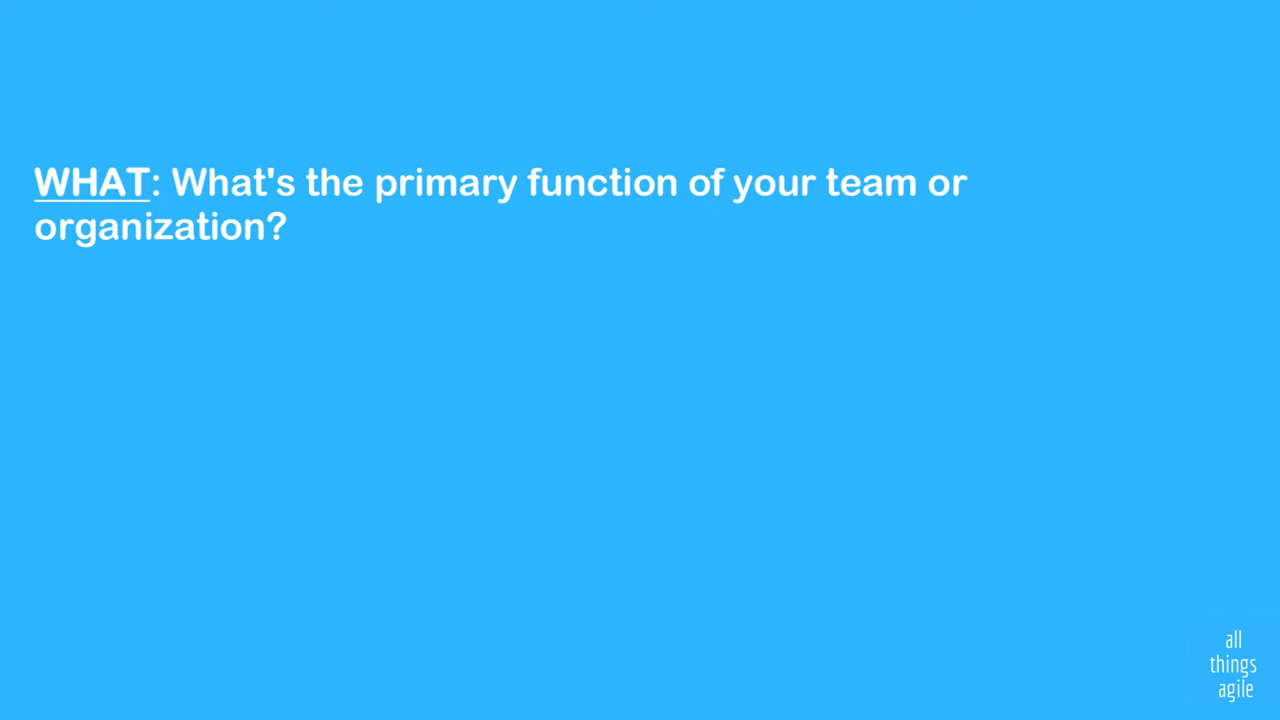 WHAT: What's the primary function of your team or
organization?
all
things
agile